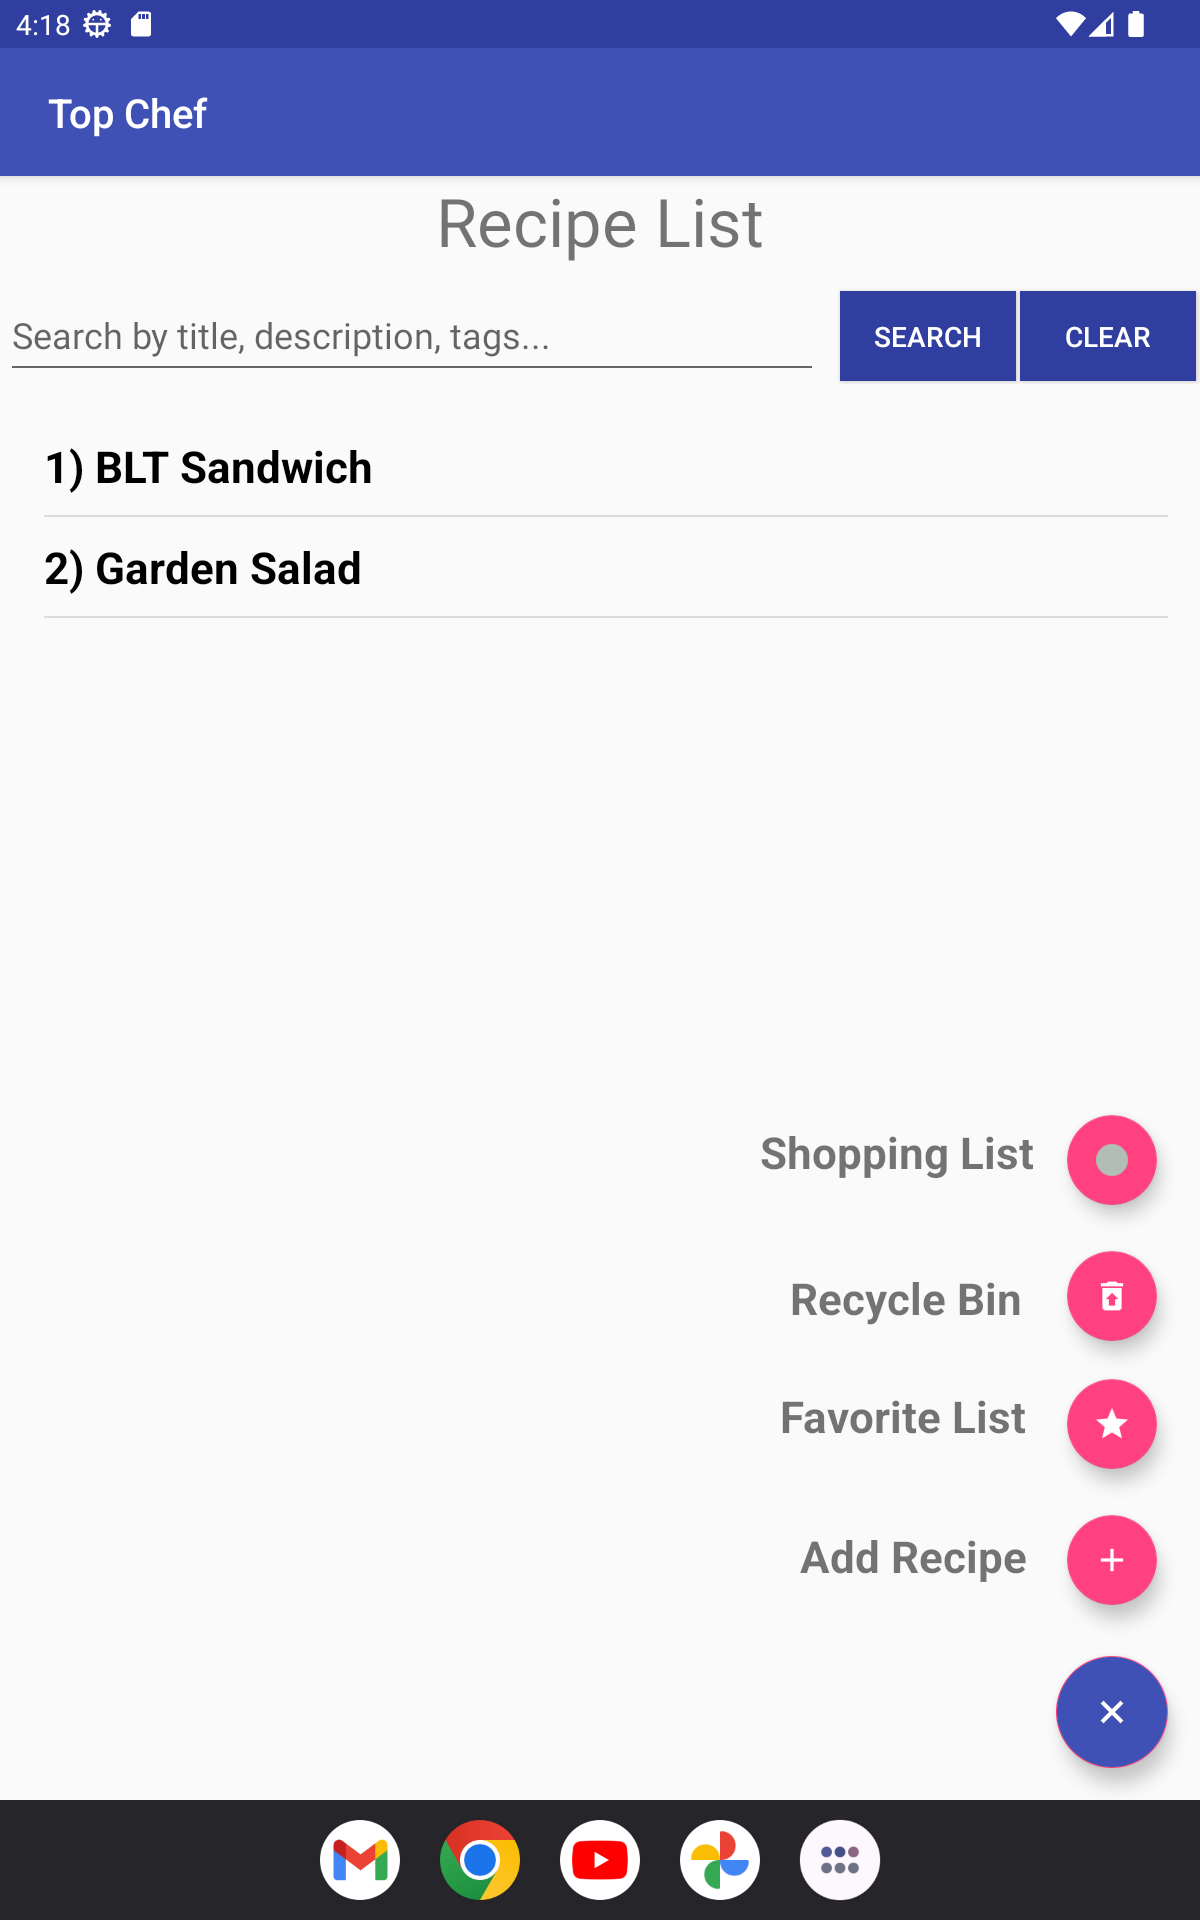 4:18
Top Chef
Recipe List
Search by title, description, tags...
SEARCH
CLEAR
1) BLT Sandwich
2) Garden Salad
Shopping List
Recycle Bin
Favorite List
Add Recipe